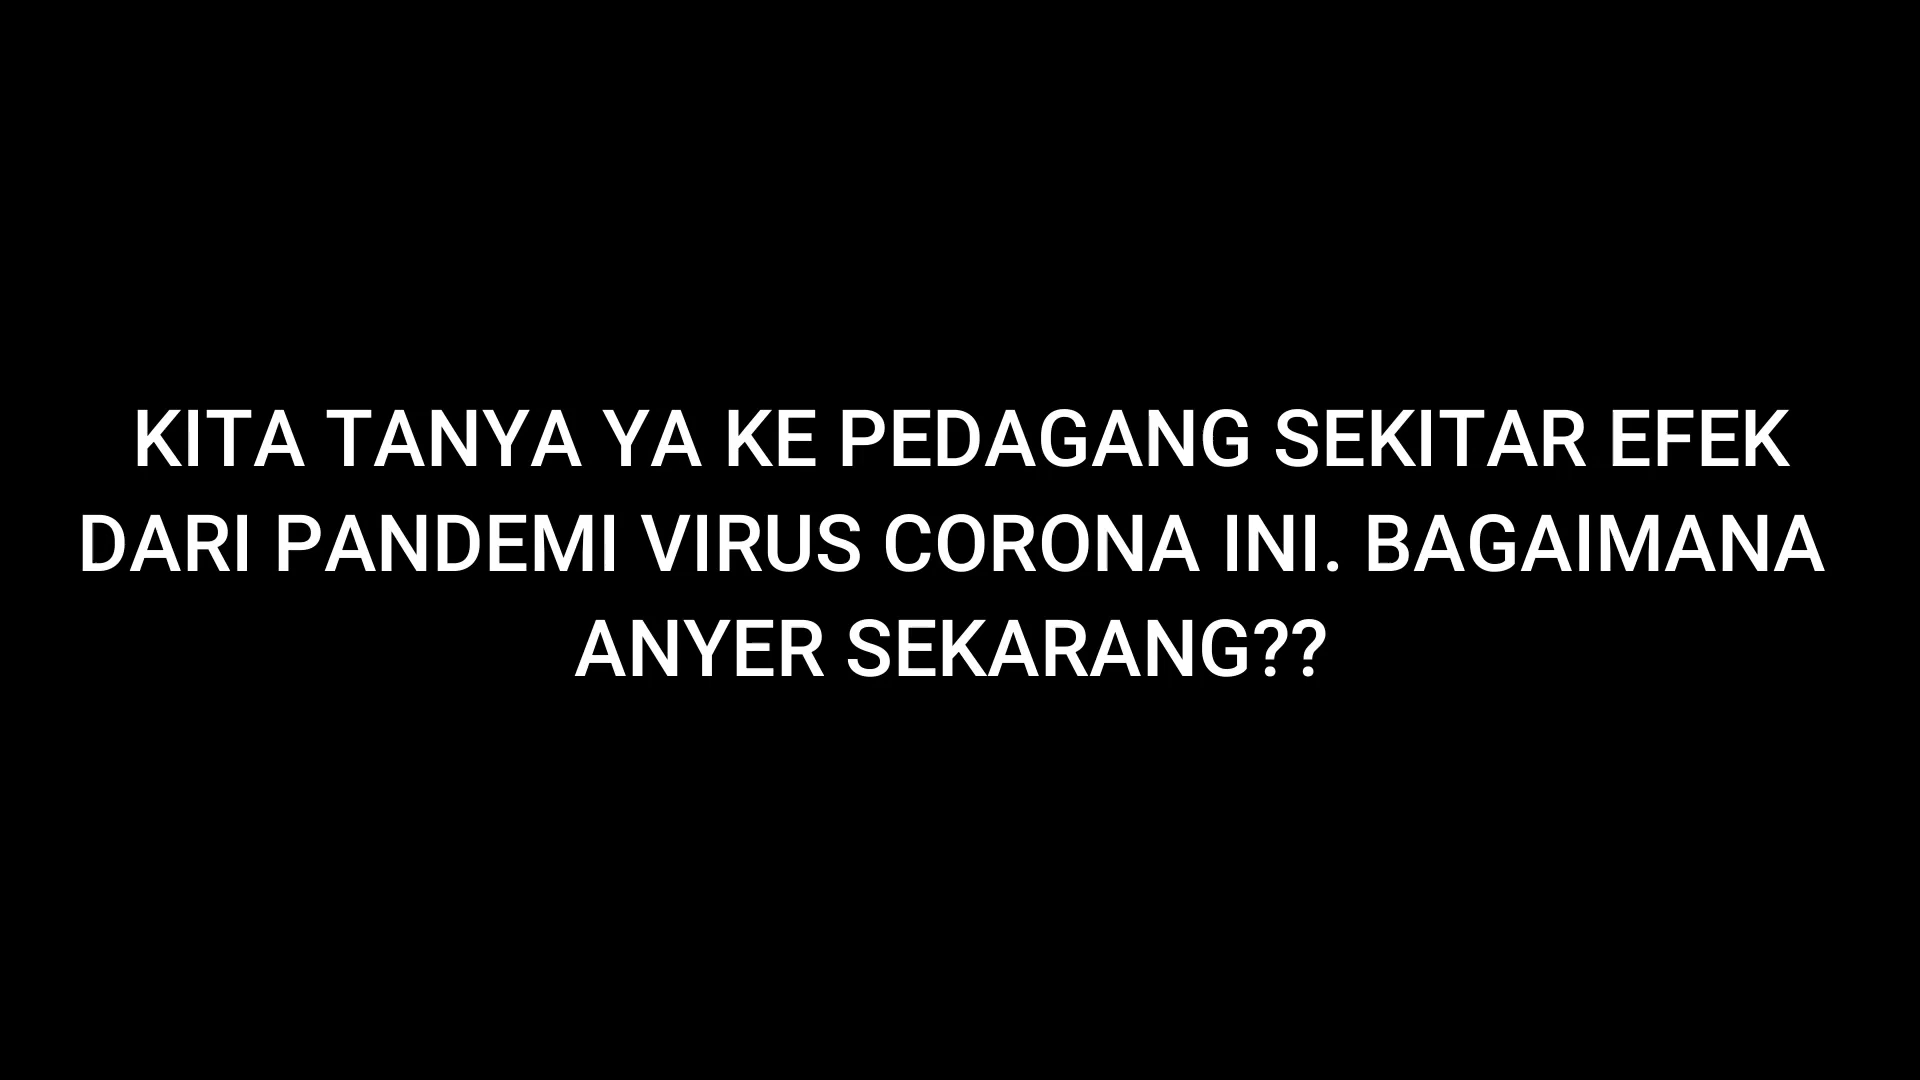 KITA TANYA YA KE PEDAGANG SEKITAR EFEK
DARI PANDEMI VIRUS CORONA INI. BAGAIMANA
ANYER SEKARANG??